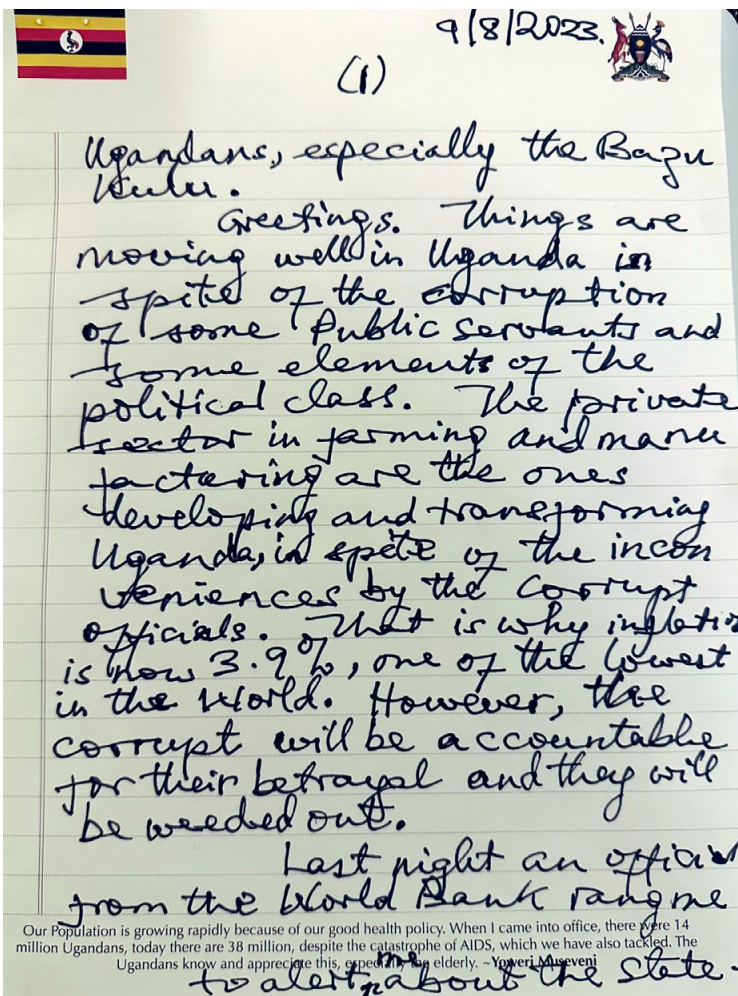 9/8/2023.
(1)
Ugandans, especially the Bazu
kulu.
Greetings. Things are
moving well in Uganda in
spite of the corruption
of some Public servants and
some elements of the
political class. The private
sector in farming and manu
factering are the ones
developing and transforming
Uganda, in spite of the incon
veniences by the corrupt
officials. That is why inflatio
is now 3.9%, one of the lowest
in the World. However, the
corrupt will be accountable
for their betrayal and they will
be weeded out.
Last night an official
from the World Bank rang me
Our Population is growing rapidly because of our good health policy. When I came into office, there were 14
million Ugandans, today there are 38 million, despite the catastrophe of AIDS, which we have also tackled. The
Ugandans know and appreciate this, especially the elderly. ~Yoweri Museveni
to alert me about the state-